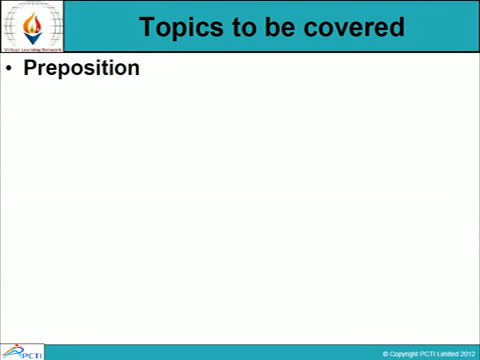 Topics to be covered
Virtual Learning Network
• Preposition
PCTI
© Copyright PCTI Limited 2012